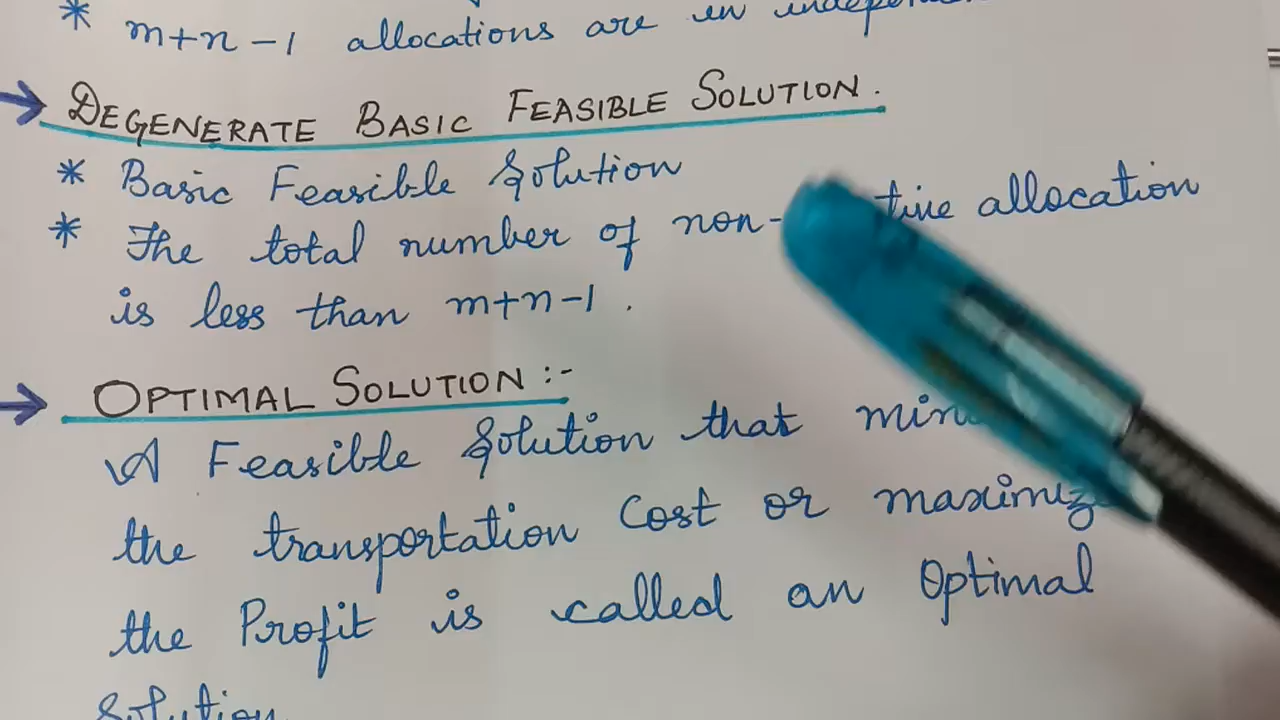 * m+n-1 allocations are in
DEGENERATE BASIC FEASIBLE SOLUTION.
* Basic Feasible Solution
* The total number of non- allocation
is less than m+n-1.
OPTIMAL SOLUTION :-
A Feasible Solution that
the transportation Cost or
the Profit is called an Optimal
Solution.